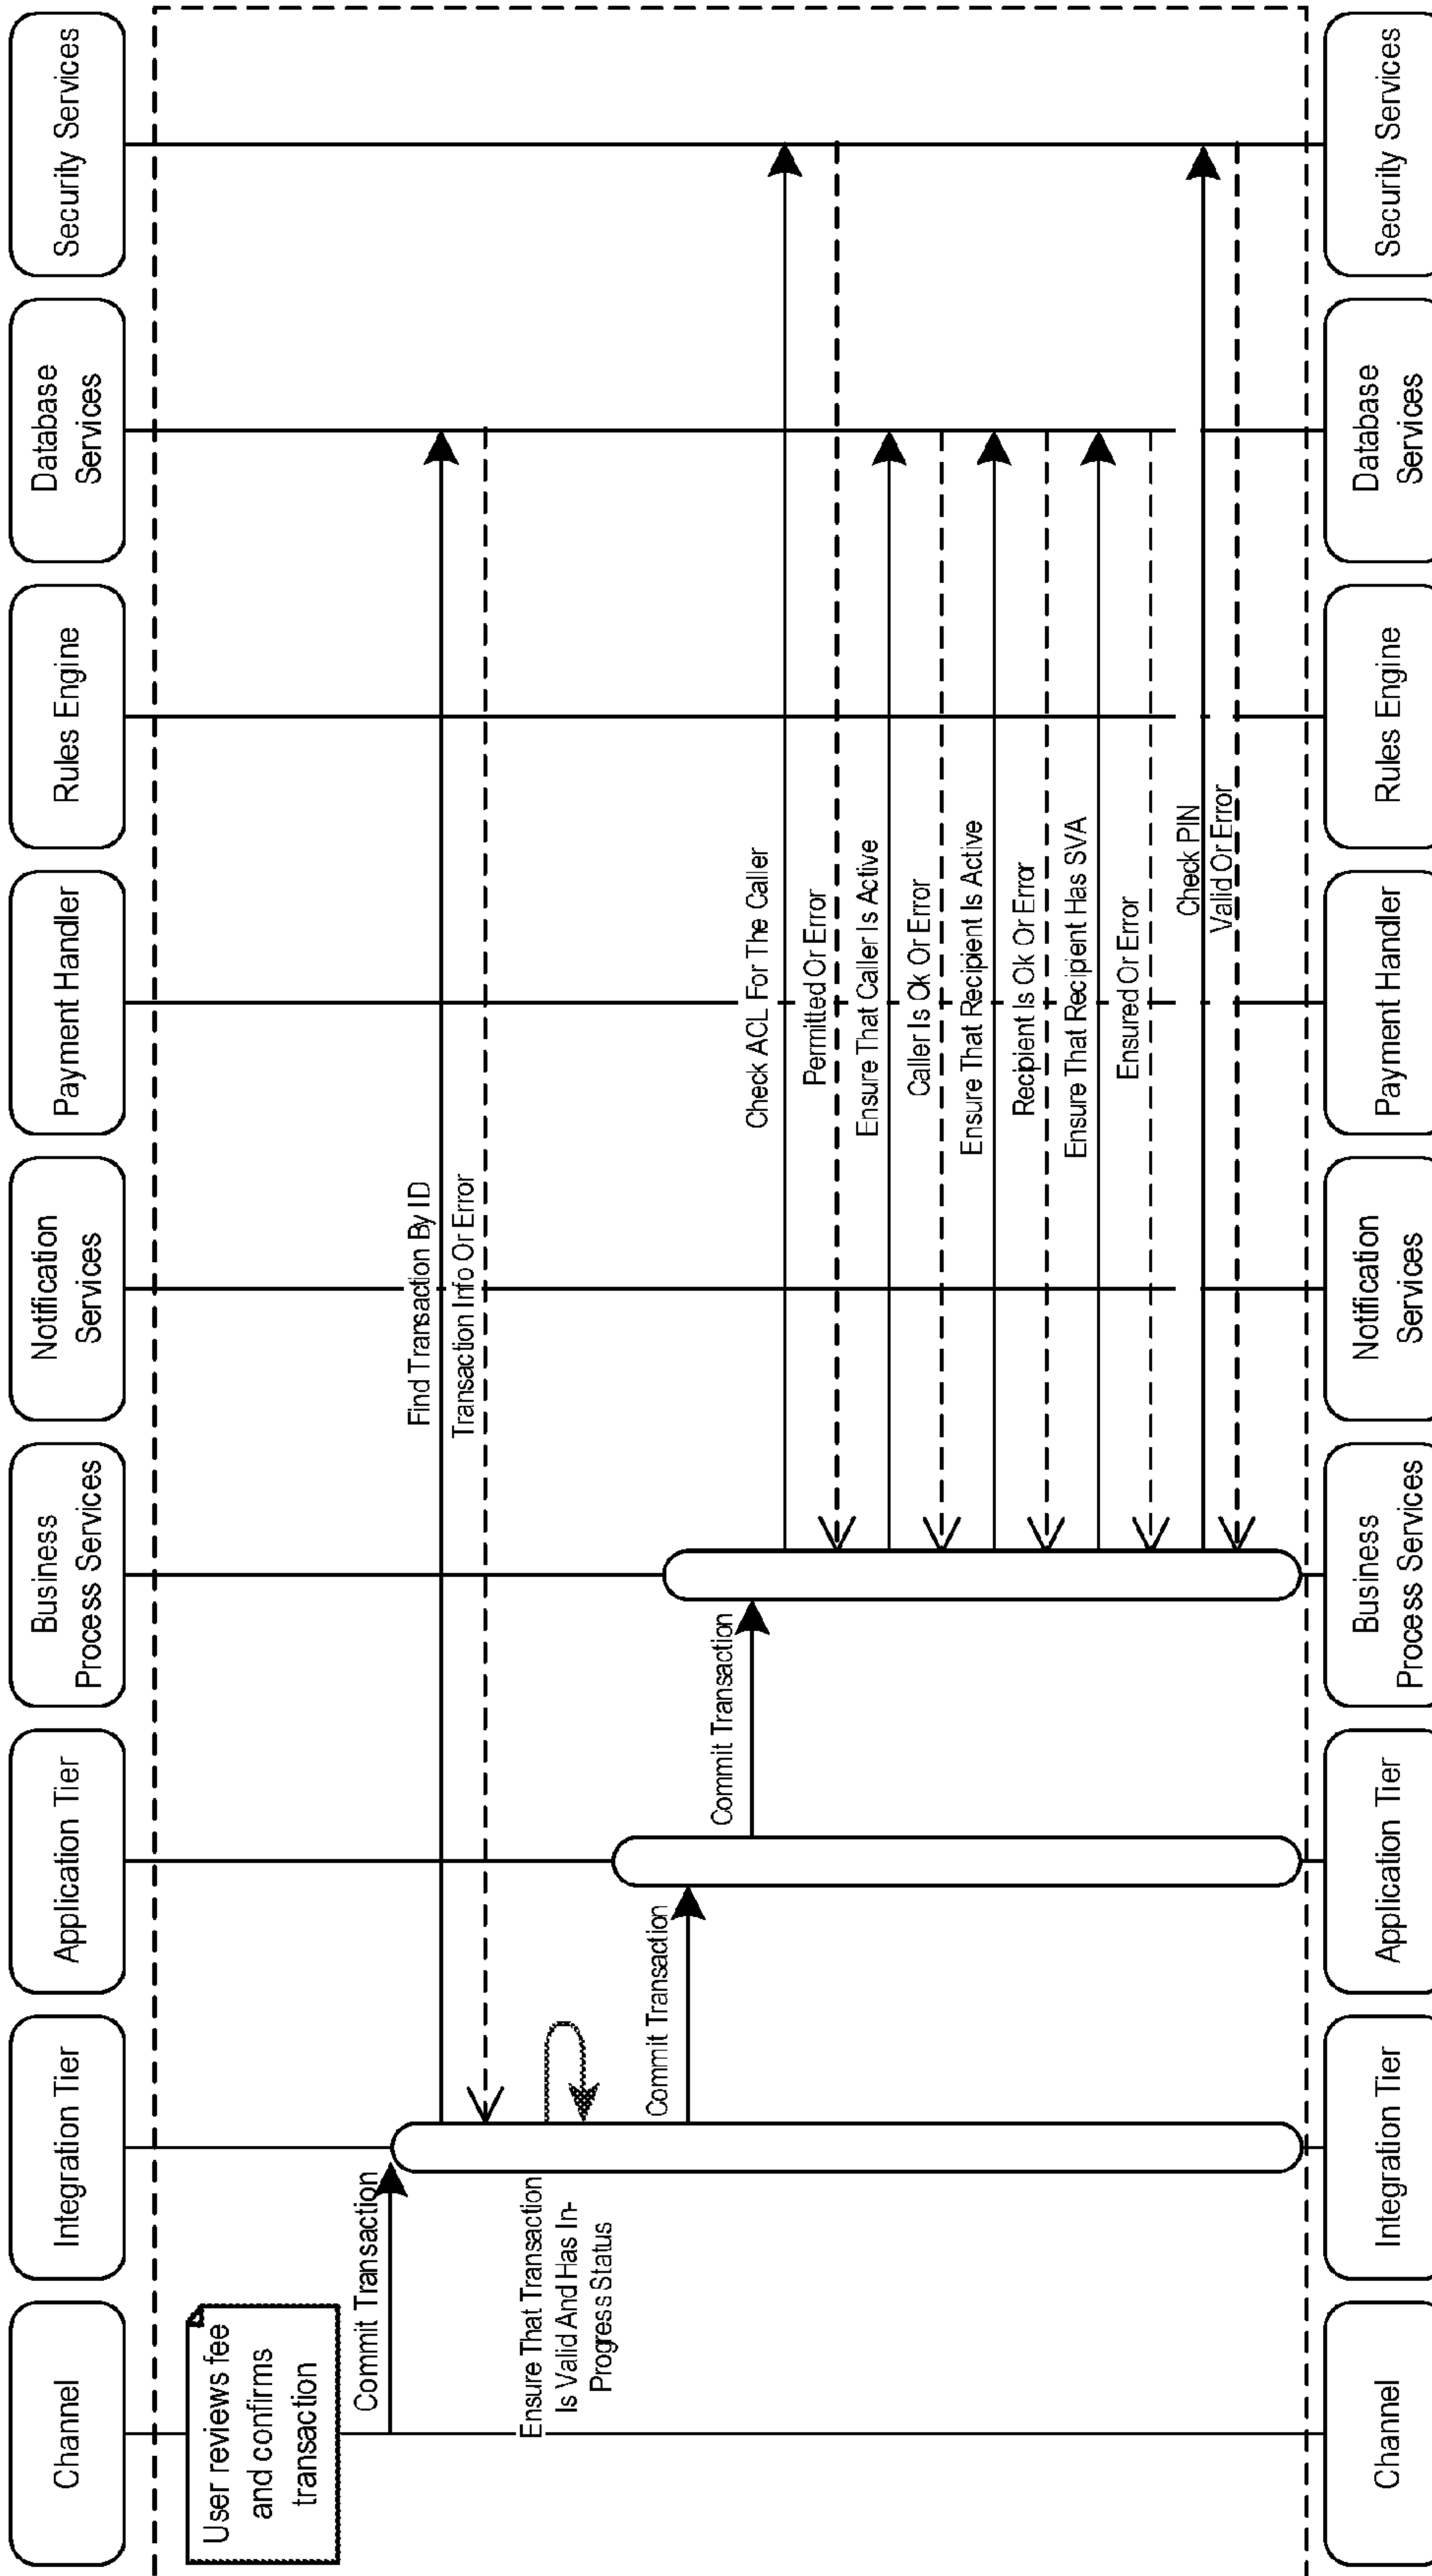 Channel
Integration Tier
Application Tier
Business
Process Services
Notification
Services
Payment Handler
Rules Engine
Database
Services
Security Services
User reviews fee
and confirms
transaction
Commit Transaction
Find Transaction By ID
Transaction Info Or Error
Ensure That Transaction
Is Valid And Has In-
Progress Status
Commit Transaction
Commit Transaction
Check ACL For The Caller
Permitted Or Error
Ensure That Caller Is Active
Caller Is Ok Or Error
Ensure That Recipient Is Active
Recipient Is Ok Or Error
Ensure That Recipient Has SVA
Ensured Or Error
Check PIN
Valid Or Error
Channel
Integration Tier
Application Tier
Business
Process Services
Notification
Services
Payment Handler
Rules Engine
Database
Services
Security Services